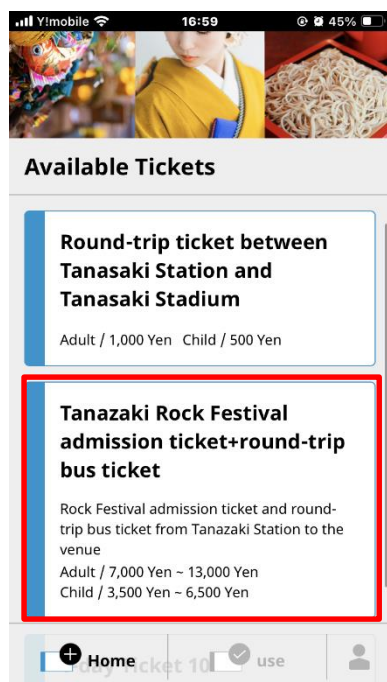 Y!mobile 16:59 45%
Available Tickets
Round-trip ticket between
Tanasaki Station and
Tanasaki Stadium
Adult / 1,000 Yen Child / 500 Yen
Tanazaki Rock Festival
admission ticket+round-trip
bus ticket
Rock Festival admission ticket and round-
trip bus ticket from Tanazaki Station to the
venue
Adult / 7,000 Yen ~ 13,000 Yen
Child / 3,500 Yen ~ 6,500 Yen
day Ticket 10
Home use